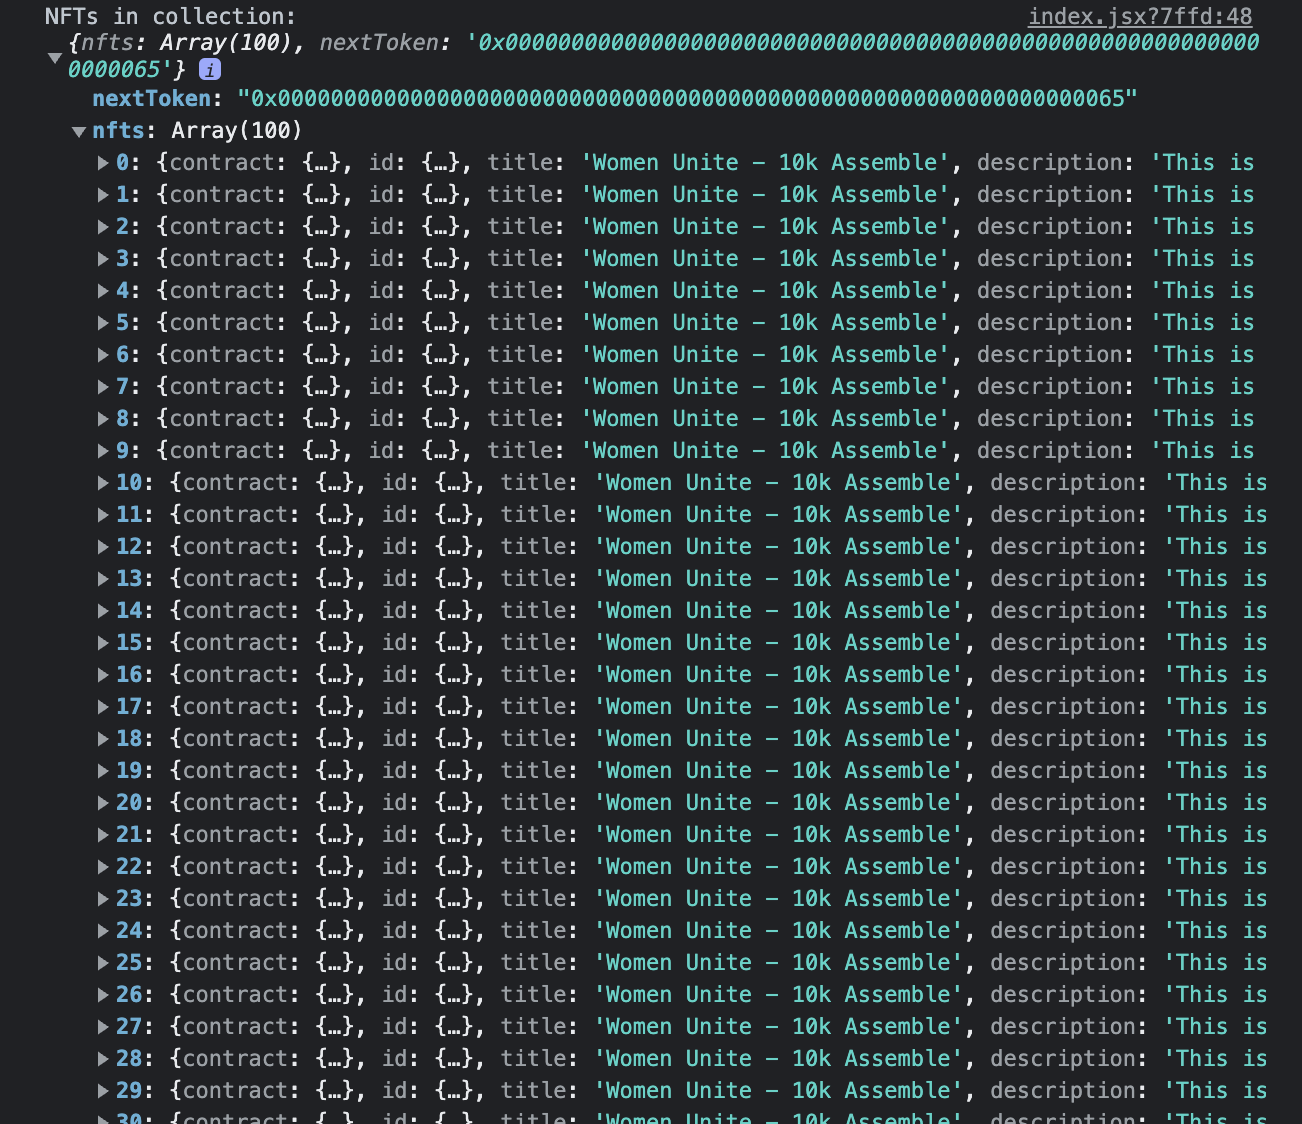 NFTs in collection: index.jsx?7ffd:48
{nfts: Array(100), nextToken: '0x000000000000000000000000000000000000000000000000000000000
0000065'} i
nextToken: "0x0000000000000000000000000000000000000000000000000000000000000065"
nfts: Array(100)
0: {contract: {…}, id: {…}, title: 'Women Unite – 10k Assemble', description: 'This is
1: {contract: {…}, id: {…}, title: 'Women Unite – 10k Assemble', description: 'This is
2: {contract: {…}, id: {…}, title: 'Women Unite – 10k Assemble', description: 'This is
3: {contract: {…}, id: {…}, title: 'Women Unite – 10k Assemble', description: 'This is
4: {contract: {…}, id: {…}, title: 'Women Unite – 10k Assemble', description: 'This is
5: {contract: {…}, id: {…}, title: 'Women Unite – 10k Assemble', description: 'This is
6: {contract: {…}, id: {…}, title: 'Women Unite – 10k Assemble', description: 'This is
7: {contract: {…}, id: {…}, title: 'Women Unite – 10k Assemble', description: 'This is
8: {contract: {…}, id: {…}, title: 'Women Unite – 10k Assemble', description: 'This is
9: {contract: {…}, id: {…}, title: 'Women Unite – 10k Assemble', description: 'This is
10: {contract: {…}, id: {…}, title: 'Women Unite – 10k Assemble', description: 'This is
11: {contract: {…}, id: {…}, title: 'Women Unite – 10k Assemble', description: 'This is
12: {contract: {…}, id: {…}, title: 'Women Unite – 10k Assemble', description: 'This is
13: {contract: {…}, id: {…}, title: 'Women Unite – 10k Assemble', description: 'This is
14: {contract: {…}, id: {…}, title: 'Women Unite – 10k Assemble', description: 'This is
15: {contract: {…}, id: {…}, title: 'Women Unite – 10k Assemble', description: 'This is
16: {contract: {…}, id: {…}, title: 'Women Unite – 10k Assemble', description: 'This is
17: {contract: {…}, id: {…}, title: 'Women Unite – 10k Assemble', description: 'This is
18: {contract: {…}, id: {…}, title: 'Women Unite – 10k Assemble', description: 'This is
19: {contract: {…}, id: {…}, title: 'Women Unite – 10k Assemble', description: 'This is
20: {contract: {…}, id: {…}, title: 'Women Unite – 10k Assemble', description: 'This is
21: {contract: {…}, id: {…}, title: 'Women Unite – 10k Assemble', description: 'This is
22: {contract: {…}, id: {…}, title: 'Women Unite – 10k Assemble', description: 'This is
23: {contract: {…}, id: {…}, title: 'Women Unite – 10k Assemble', description: 'This is
24: {contract: {…}, id: {…}, title: 'Women Unite – 10k Assemble', description: 'This is
25: {contract: {…}, id: {…}, title: 'Women Unite – 10k Assemble', description: 'This is
26: {contract: {…}, id: {…}, title: 'Women Unite – 10k Assemble', description: 'This is
27: {contract: {…}, id: {…}, title: 'Women Unite – 10k Assemble', description: 'This is
28: {contract: {…}, id: {…}, title: 'Women Unite – 10k Assemble', description: 'This is
29: {contract: {…}, id: {…}, title: 'Women Unite – 10k Assemble', description: 'This is
30: {contract: {…}, id: {…}, title: 'Women Unite – 10k Assemble', description: 'This is